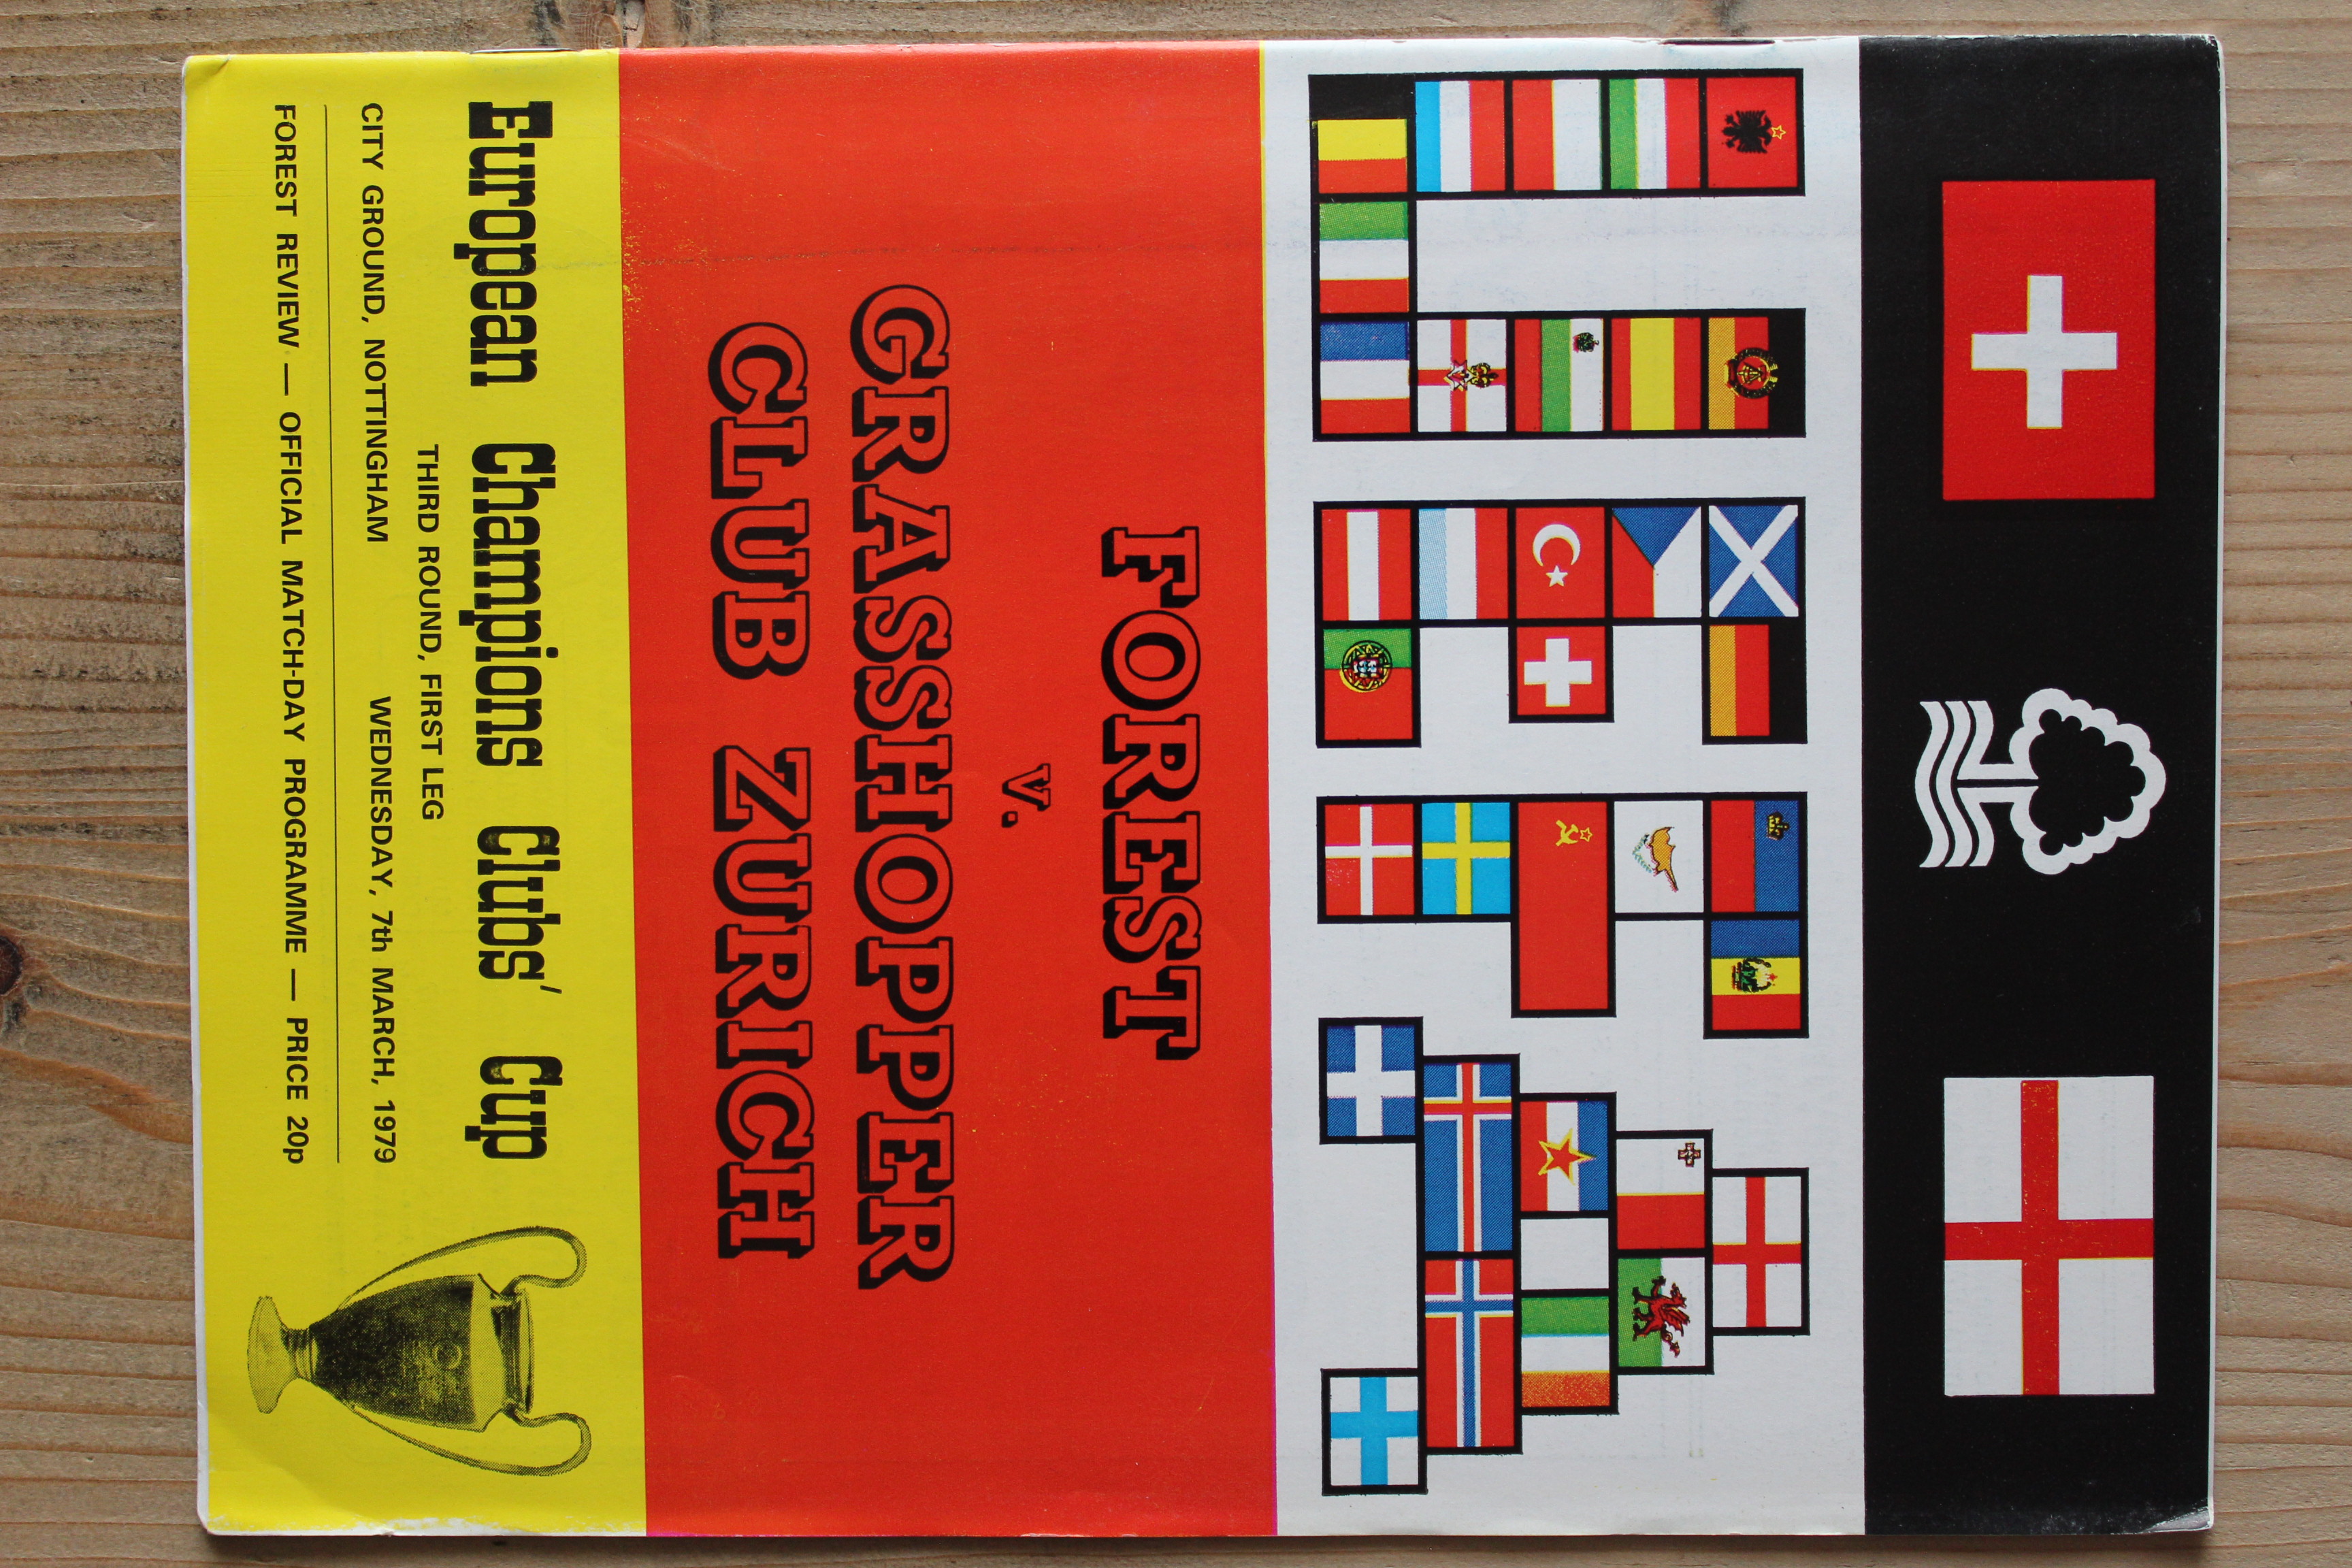 UEFA
FOREST
v.
GRASSHOPPER
CLUB ZURICH
European Champions Clubs' Cup
THIRD ROUND, FIRST LEG
CITY GROUND, NOTTINGHAM WEDNESDAY, 7th MARCH, 1979
FOREST REVIEW — OFFICIAL MATCH-DAY PROGRAMME — PRICE 20p